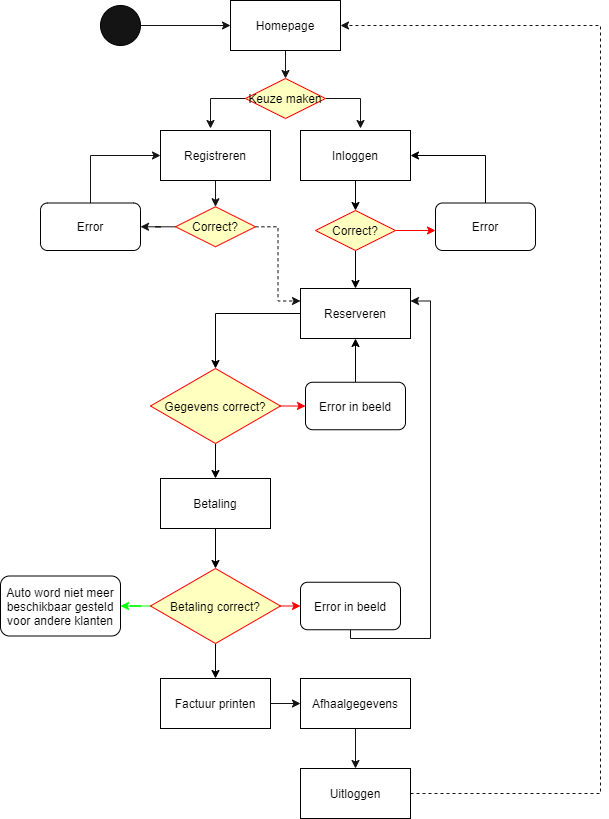 Homepage
Keuze maken
Registreren
Inloggen
Error
Correct?
Correct?
Error
Reserveren
Gegevens correct?
Error in beeld
Betaling
Auto word niet meer
beschikbaar gesteld
voor andere klanten
Betaling correct?
Error in beeld
Factuur printen
Afhaalgegevens
Uitloggen